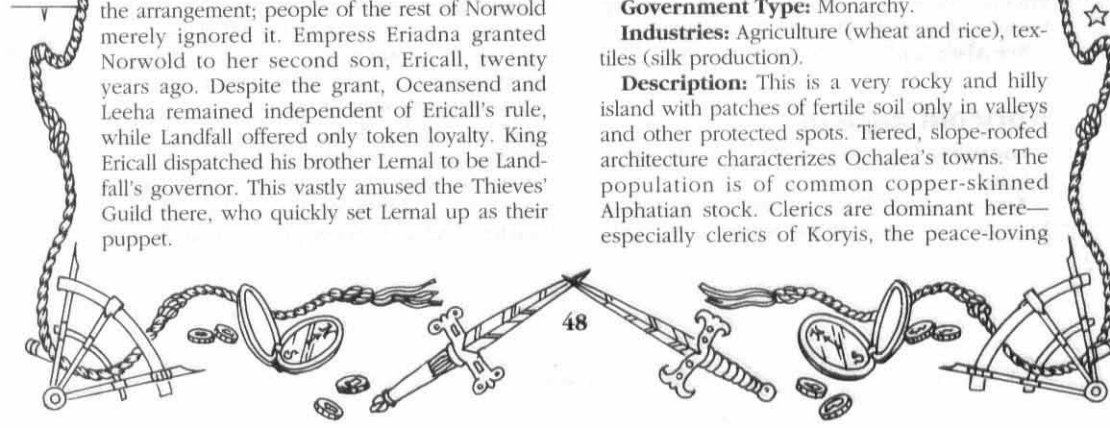 the arrangement; people of the rest of Norwold
merely ignored it. Empress Eriadna granted
Norwold to her second son, Ericall, twenty
years ago. Despite the grant, Oceansend and
Leeha remained independent of Ericall's rule,
while Landfall offered only token loyalty. King
Ericall dispatched his brother Lernal to be Land-
fall's governor. This vastly amused the Thieves'
Guild there, who quickly set Lernal up as their
puppet.
Government Type: Monarchy.
Industries: Agriculture (wheat and rice), tex-
tiles (silk production).
Description: This is a very rocky and hilly
island with patches of fertile soil only in valleys
and other protected spots. Tiered, slope-roofed
architecture characterizes Ochalea's towns. The
population is of common copper-skinned
Alphatian stock. Clerics are dominant here—
especially clerics of Koryis, the peace-loving
48